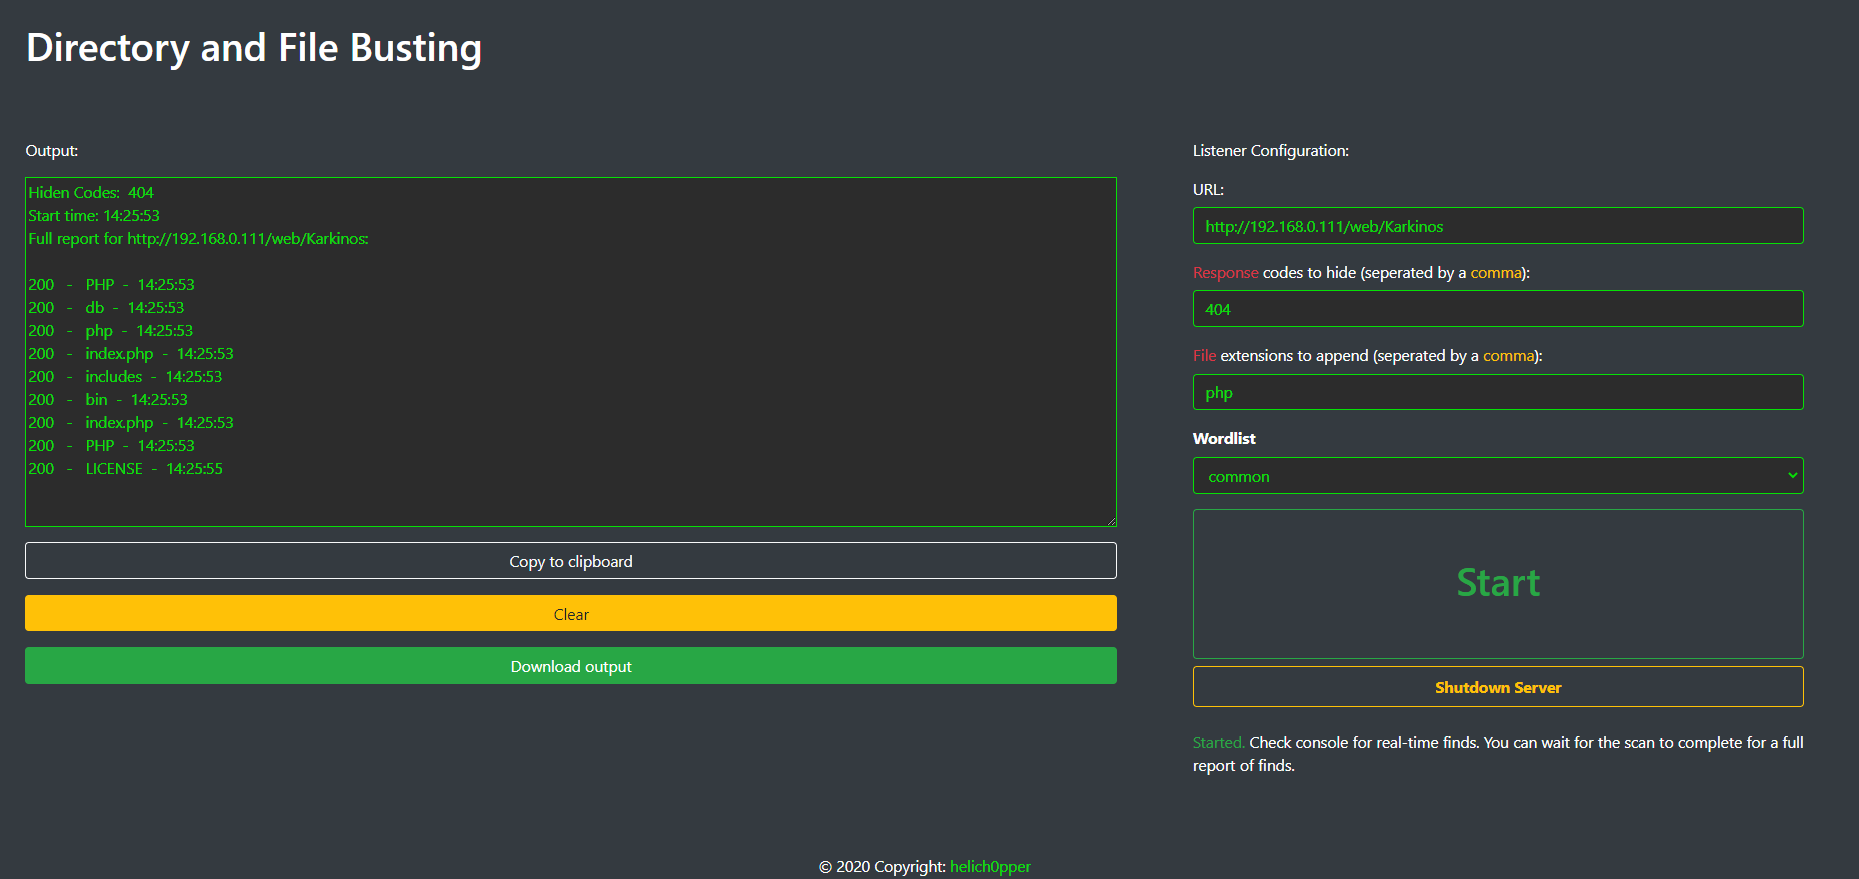 Directory and File Busting
Output:
Hiden Codes:  404
Start time: 14:25:53
Full report for http://192.168.0.111/web/Karkinos:
200  -  PHP  -  14:25:53
200  -  db  -  14:25:53
200  -  php  -  14:25:53
200  -  index.php  -  14:25:53
200  -  includes  -  14:25:53
200  -  bin  -  14:25:53
200  -  index.php  -  14:25:53
200  -  PHP  -  14:25:53
200  -  LICENSE  -  14:25:55
Copy to clipboard
Clear
Download output
Listener Configuration:
URL:
http://192.168.0.111/web/Karkinos
Response codes to hide (seperated by a comma):
404
File extensions to append (seperated by a comma):
php
Wordlist
common
Start
Shutdown Server
Started. Check console for real-time finds. You can wait for the scan to complete for a full
report of finds.
© 2020 Copyright: helich0pper